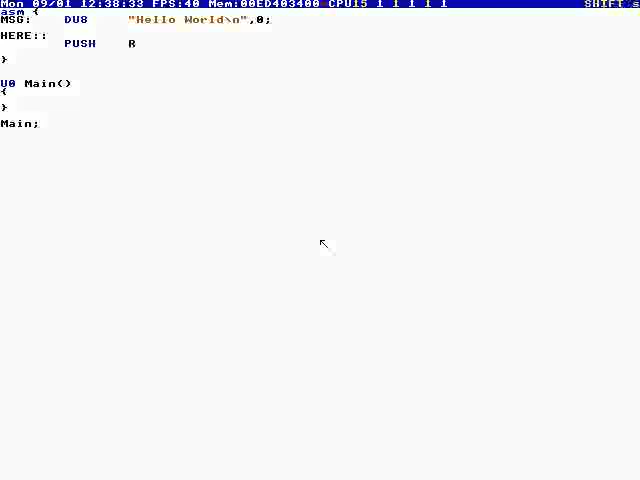 Mon 09/01 12:38:33 FPS:40 Mem:00ED403400 CPU15 1 1 1 1 1 SHIFT s
asm {
MSG: DU8 "Hello World\n",0;
HERE::
PUSH R
}
U0 Main()
{
}
Main;